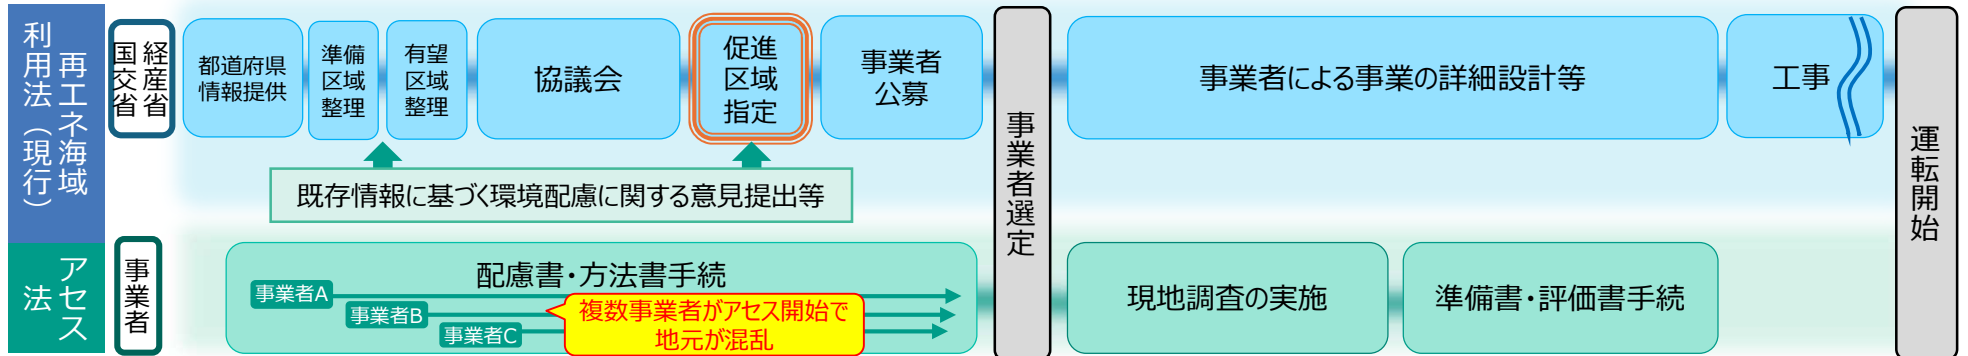 再エネ海域
利用法（現行）
経産省
国交省
都道府県
情報提供
準備
区域
整理
有望
区域
整理
協議会
促進
区域
指定
事業者
公募
事業者選定
事業者による事業の詳細設計等
工事
運転開始
既存情報に基づく環境配慮に関する意見提出等
アセス
法
事業者
配慮書・方法書手続
事業者A
事業者B
事業者C
複数事業者がアセス開始で
地元が混乱
現地調査の実施
準備書・評価書手続